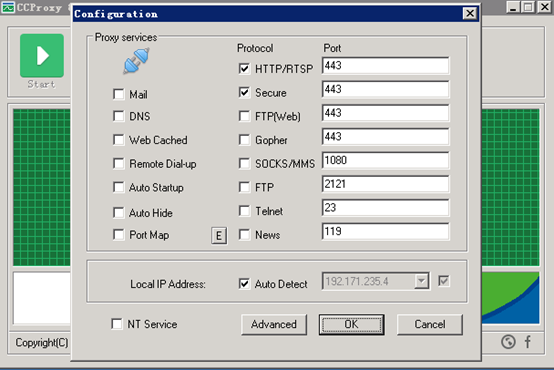 CCProxy
Configuration
Start
Proxy services
Protocol Port
HTTP/RTSP 443
Mail Secure 443
DNS FTP(Web) 443
Web Cached Gopher 443
Remote Dial-up SOCKS/MMS 1080
Auto Startup FTP 2121
Auto Hide Telnet 23
Port Map E News 119
Local IP Address: Auto Detect 192.171.235.4
NT Service Advanced OK Cancel
Copyright(C)